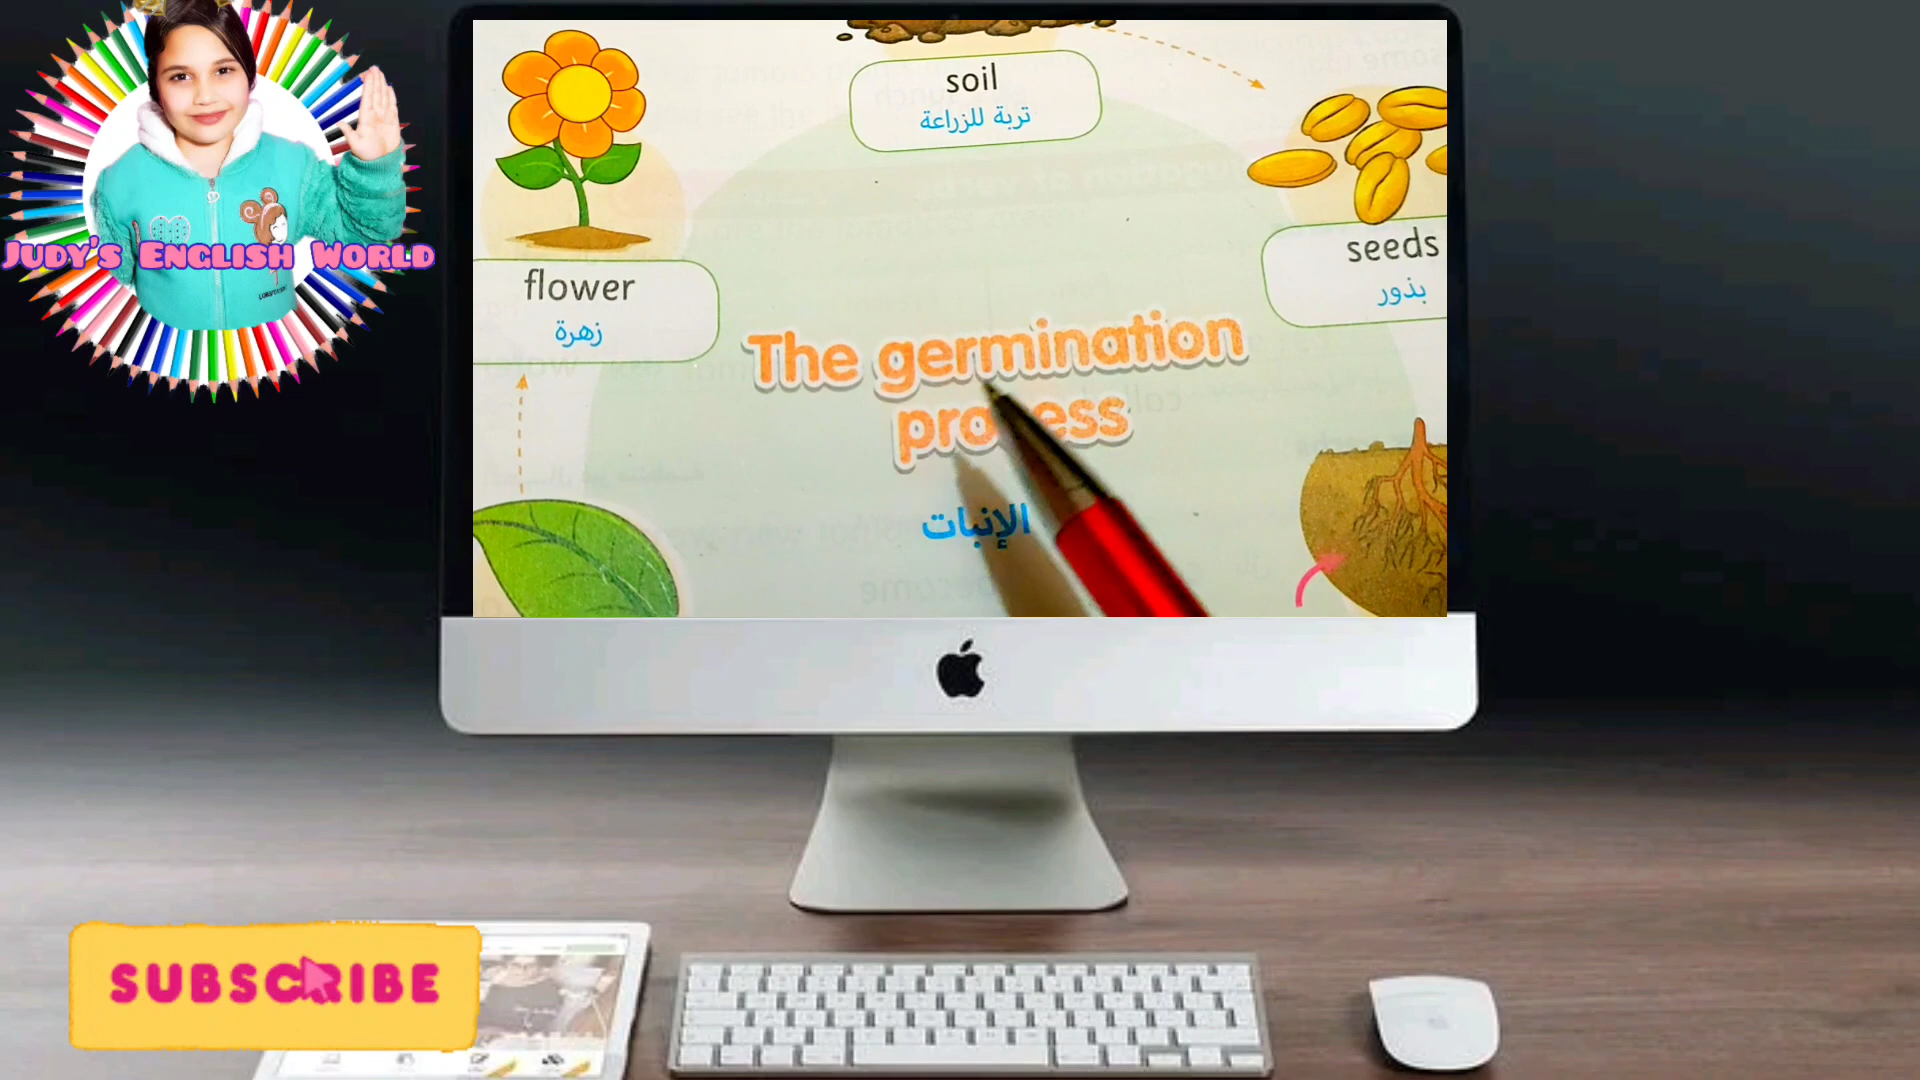 JUDY'S ENGLISH WORLD
soil
تربة للزراعة
seeds
بذور
flower
زهرة
The germination
process
الإنبات
SUBSCRIBE